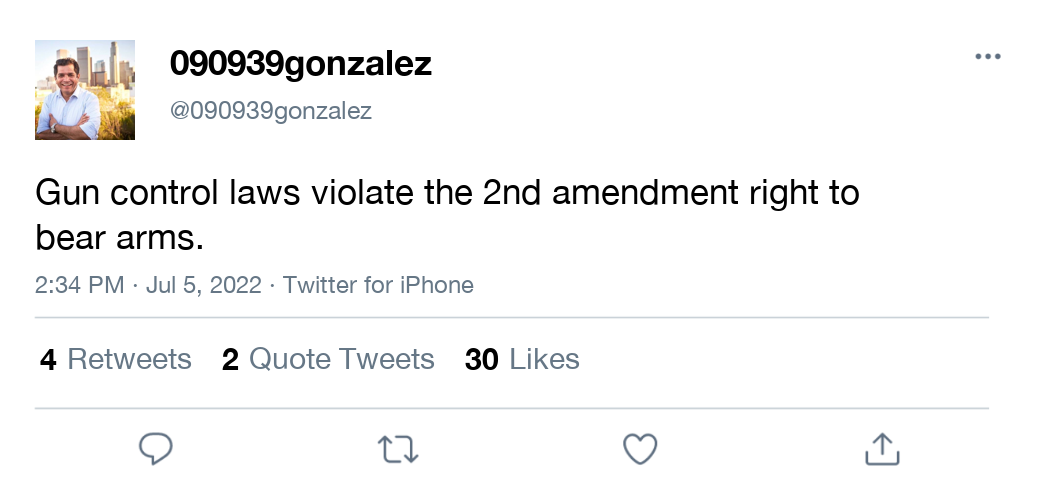 090939gonzalez
@090939gonzalez
Gun control laws violate the 2nd amendment right to
bear arms.
2:34 PM · Jul 5, 2022 · Twitter for iPhone
4 Retweets 2 Quote Tweets 30 Likes